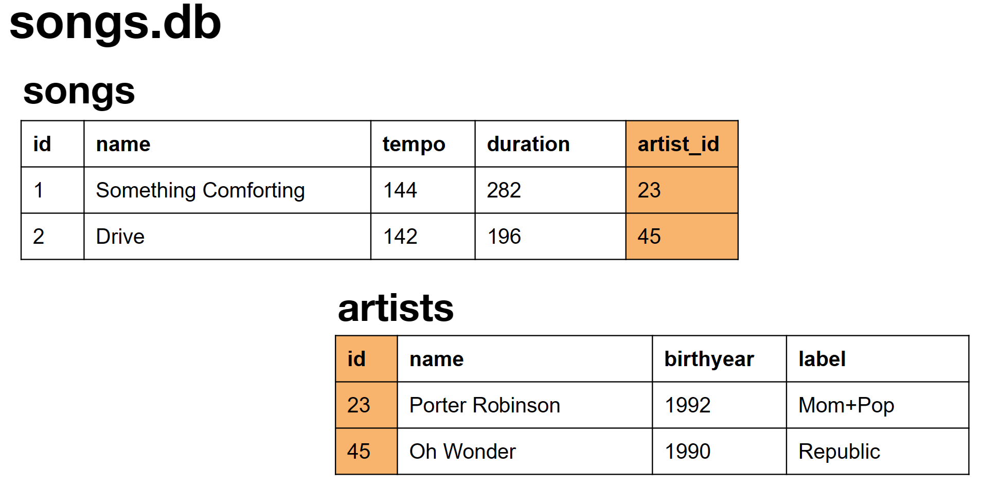 songs.db
songs
id name tempo duration artist_id
1 Something Comforting 144 282 23
2 Drive 142 196 45
artists
id name birthyear label
23 Porter Robinson 1992 Mom+Pop
45 Oh Wonder 1990 Republic